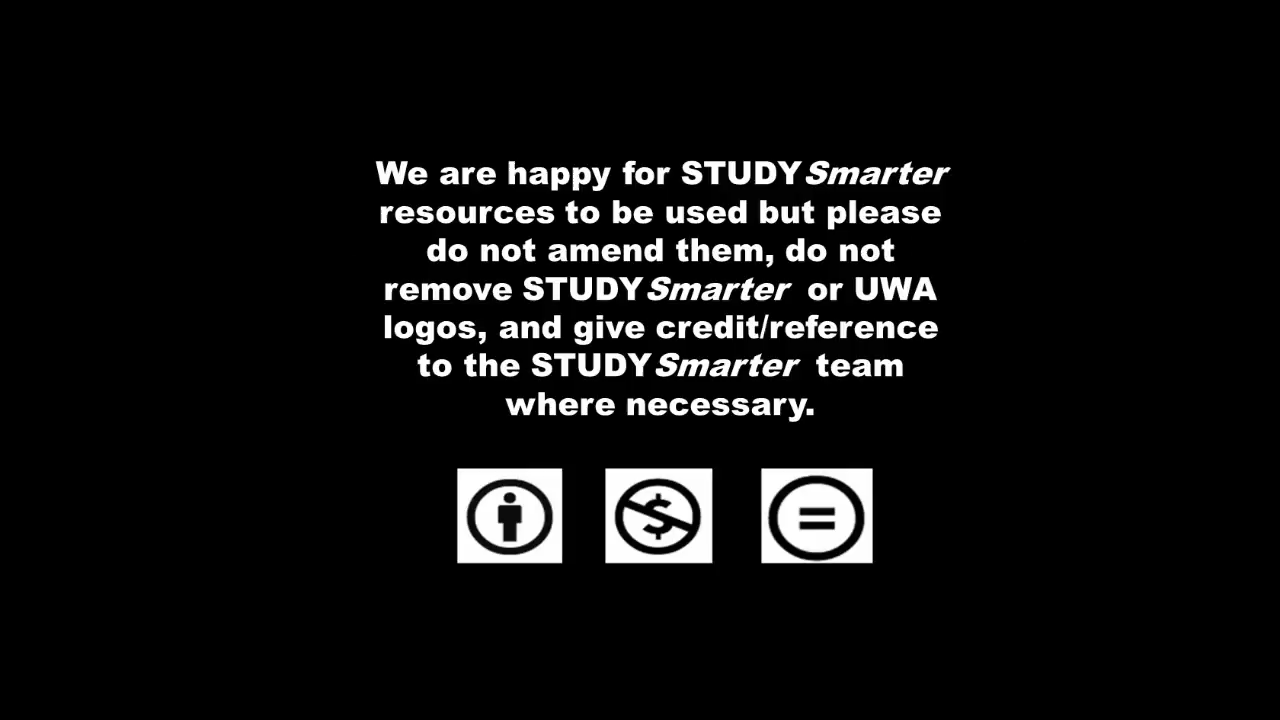 We are happy for STUDYSmarter
resources to be used but please
do not amend them, do not
remove STUDYSmarter or UWA
logos, and give credit/reference
to the STUDYSmarter team
where necessary.
$ =